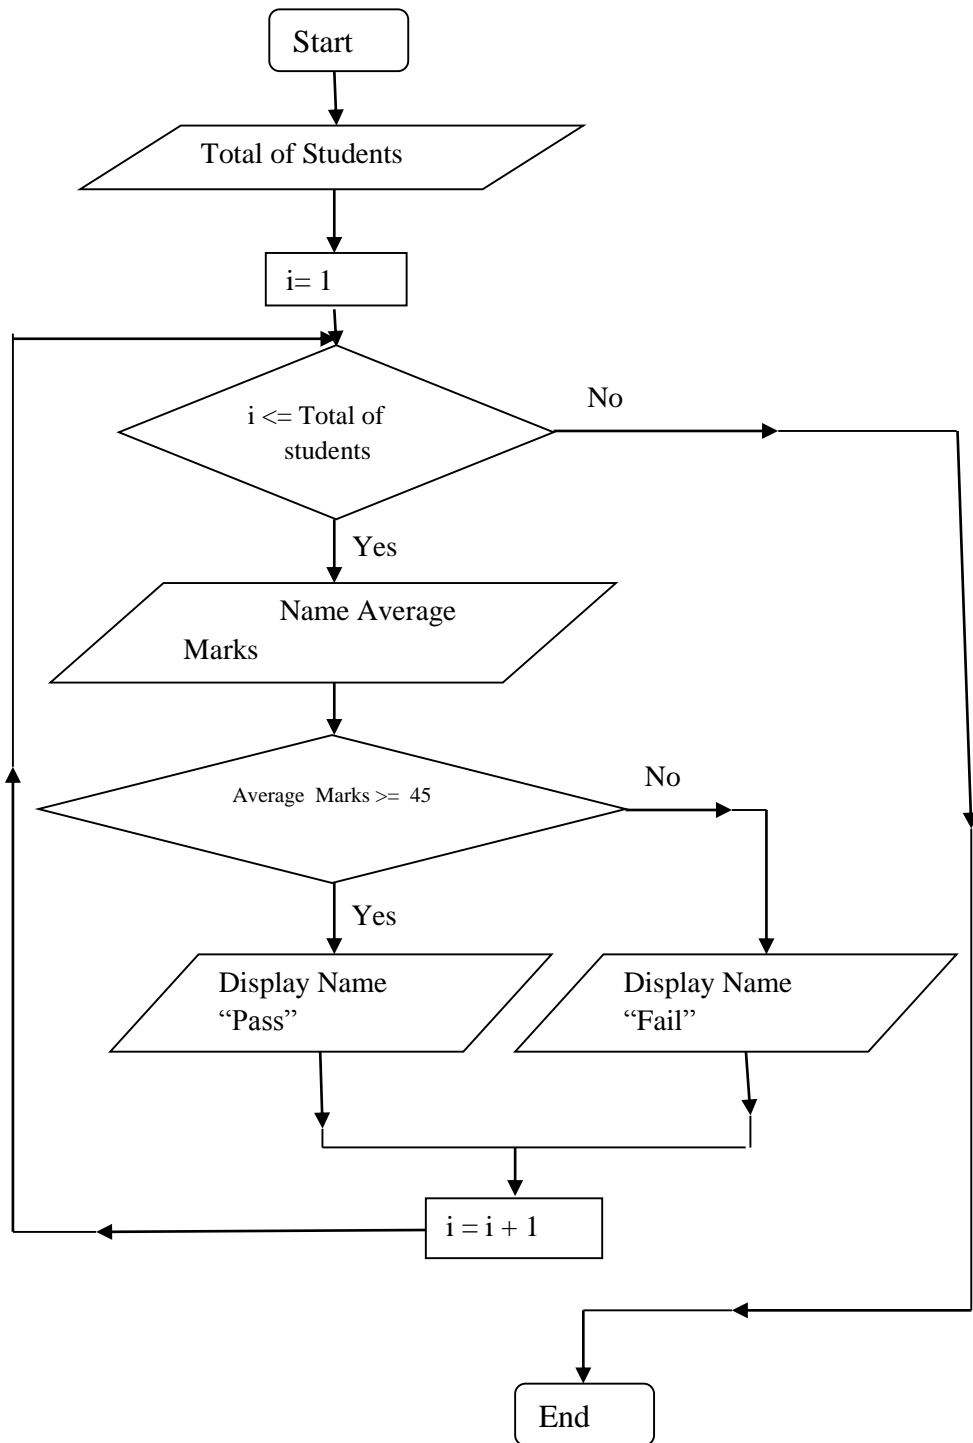 Start
Total of Students
i= 1
i <= Total of
students
No
Yes
Name Average
Marks
Average Marks >= 45
No
Yes
Display Name
“Pass”
Display Name
“Fail”
i = i + 1
End